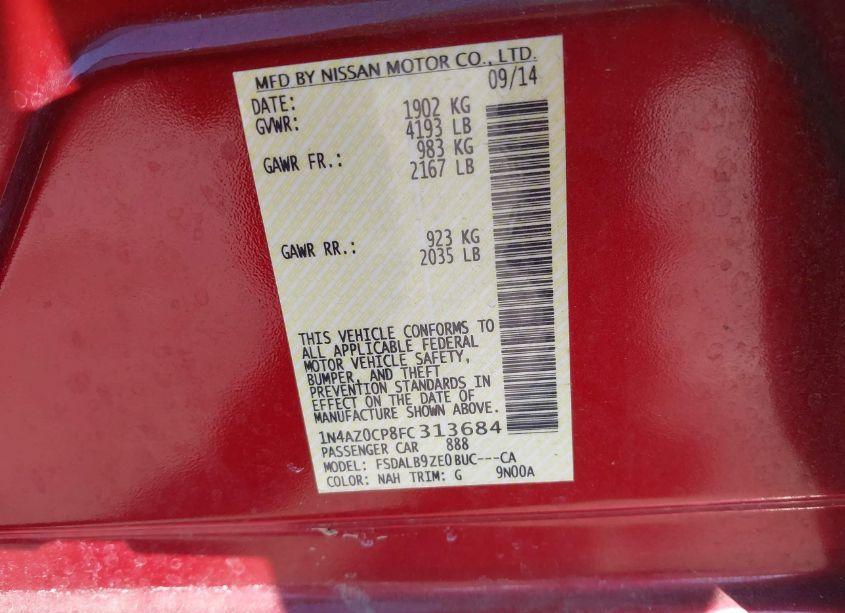 MFD BY NISSAN MOTOR CO., LTD.
DATE: 09/14
GVWR: 1902 KG
4193 LB
GAWR FR.: 983 KG
2167 LB
GAWR RR.: 923 KG
2035 LB
THIS VEHICLE CONFORMS TO
ALL APPLICABLE FEDERAL
MOTOR VEHICLE SAFETY,
BUMPER, AND THEFT
PREVENTION STANDARDS IN
EFFECT ON THE DATE OF
MANUFACTURE SHOWN ABOVE.
1N4AZ0CP8FC313684
PASSENGER CAR 888
MODEL: FSDALB9ZE0BUC---CA
COLOR: NAH TRIM: G 9N00A